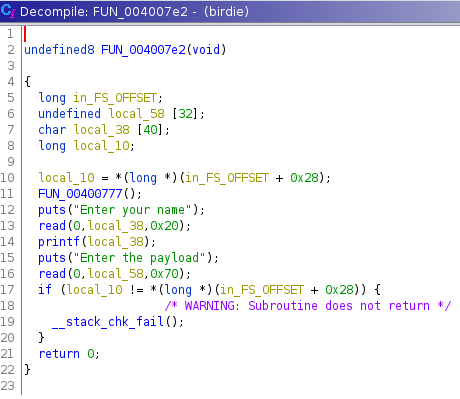 Decompile: FUN_004007e2 - (birdie)
1
2 undefined8 FUN_004007e2(void)
3
4 {
5 long in_FS_OFFSET;
6 undefined local_58 [32];
7 char local_38 [40];
8 long local_10;
9
10 local_10 = *(long *)(in_FS_OFFSET + 0x28);
11 FUN_00400777();
12 puts("Enter your name");
13 read(0,local_38,0x20);
14 printf(local_38);
15 puts("Enter the payload");
16 read(0,local_58,0x70);
17 if (local_10 != *(long *)(in_FS_OFFSET + 0x28)) {
18 /* WARNING: Subroutine does not return */
19 __stack_chk_fail();
20 }
21 return 0;
22 }
23